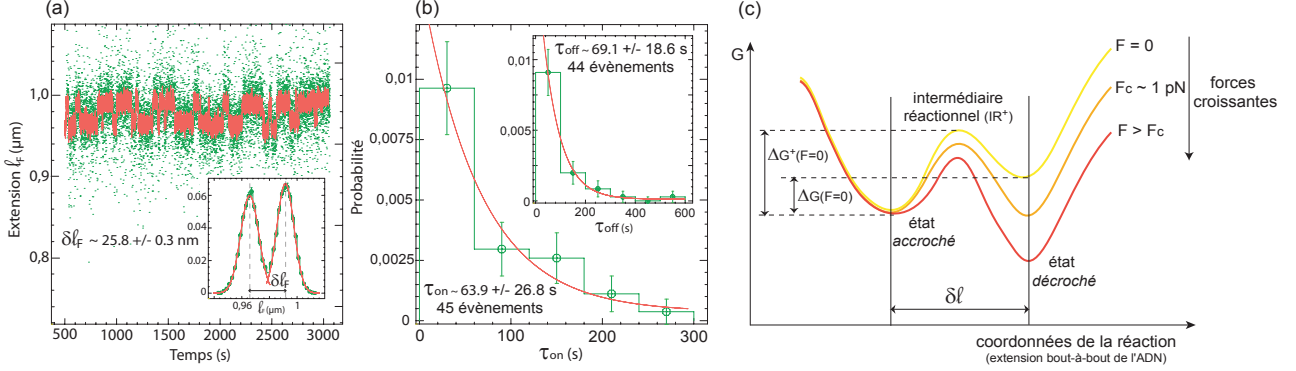 (a)
Extension ℓF (μm)
1,0
0,96
0,9
0,8
500 1000 1500 2000 2500 3000
Temps (s)
δℓF ~ 25.8 +/- 0.3 nm
0.06
0.04
0.02
0
δℓF
0,96
1
ℓF (μm)
(b)
Probabilité
0,01
0,0075
0,005
0,0025
0
0 100 200 300
τon (s)
τon ~ 63.9 +/- 26.8 s
45 évènements
τoff ~ 69.1 +/- 18.6 s
44 évènements
0,01
0,005
0
0 200 400 600
τoff (s)
(c)
G
F = 0
Fc ~ 1 pN
F > Fc
forces
croissantes
intermédiaire
réactionnel (IR⁺)
ΔG⁺(F=0)
ΔG(F=0)
état
accroché
état
décroché
δℓ
coordonnées de la réaction
(extension bout-à-bout de l'ADN)